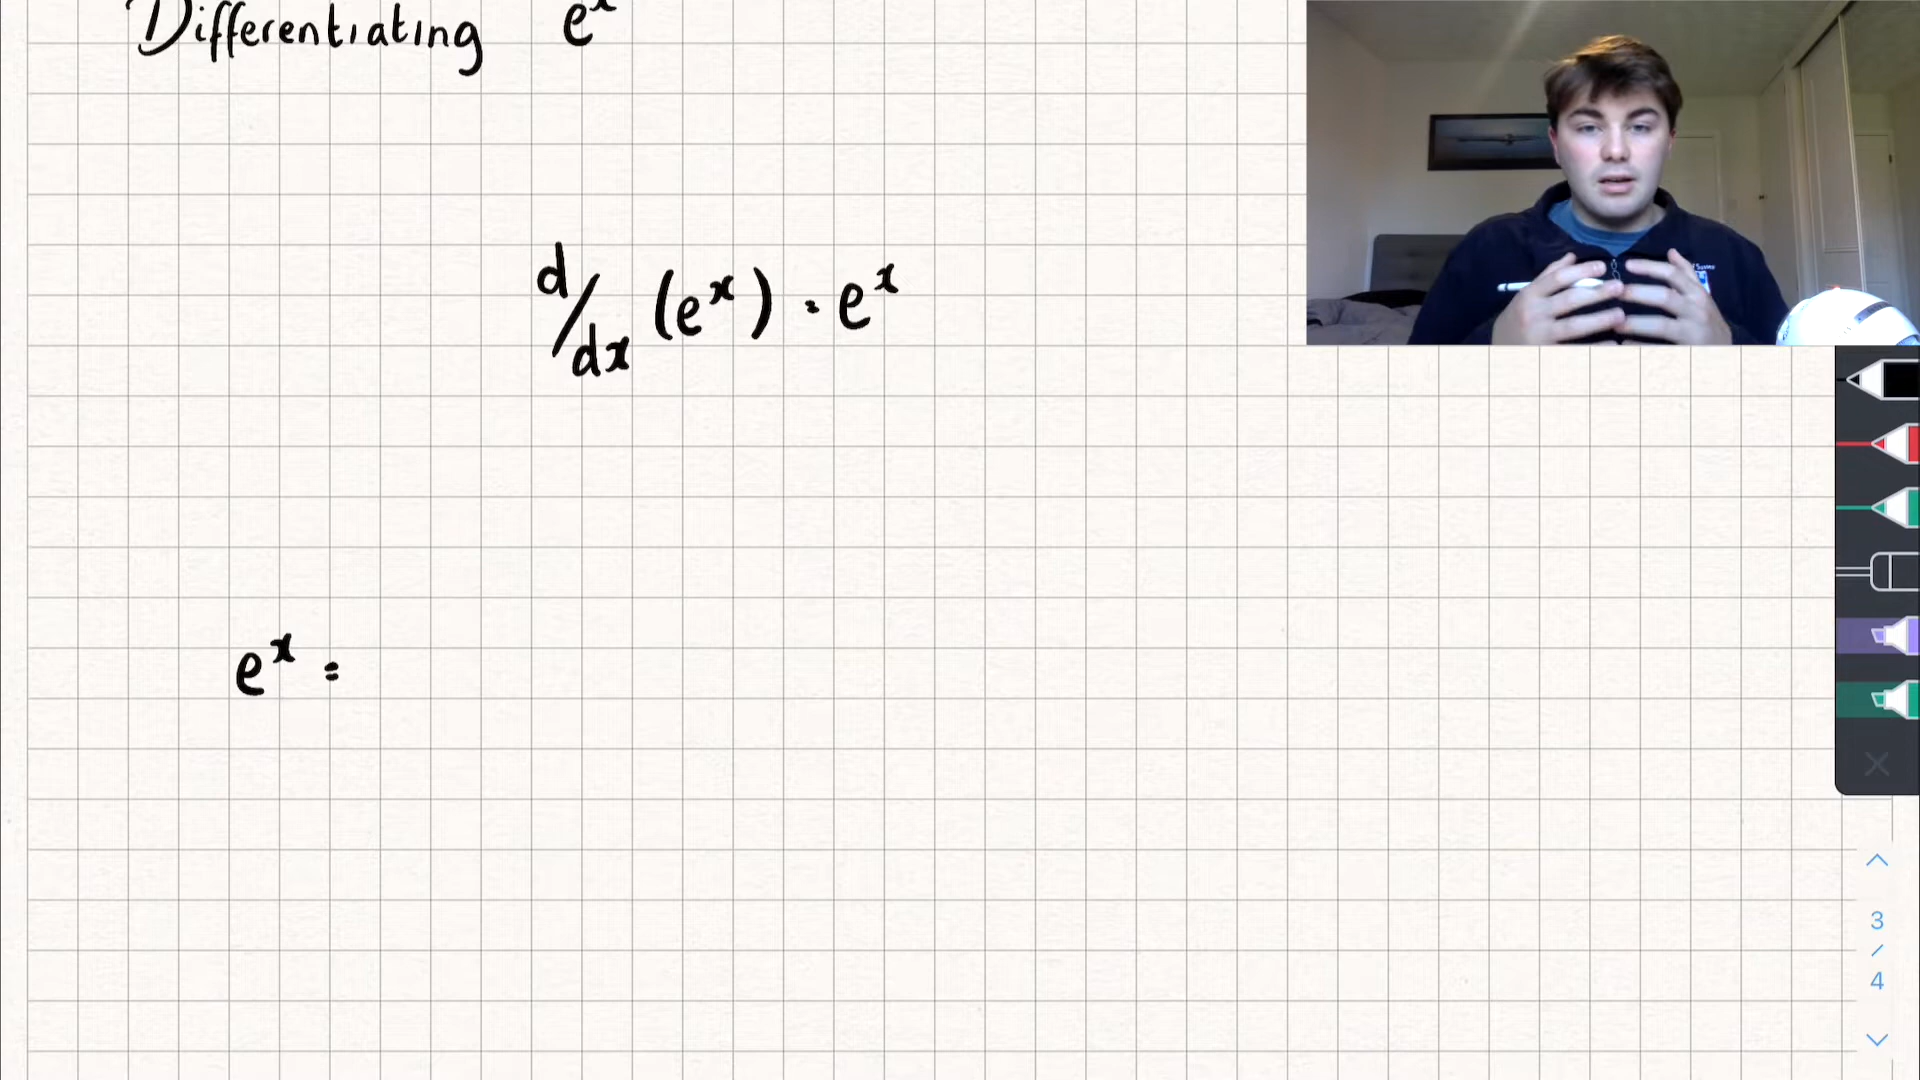 Differentiating e^x
d/dx (e^x) = e^x
e^x =
3
/
4